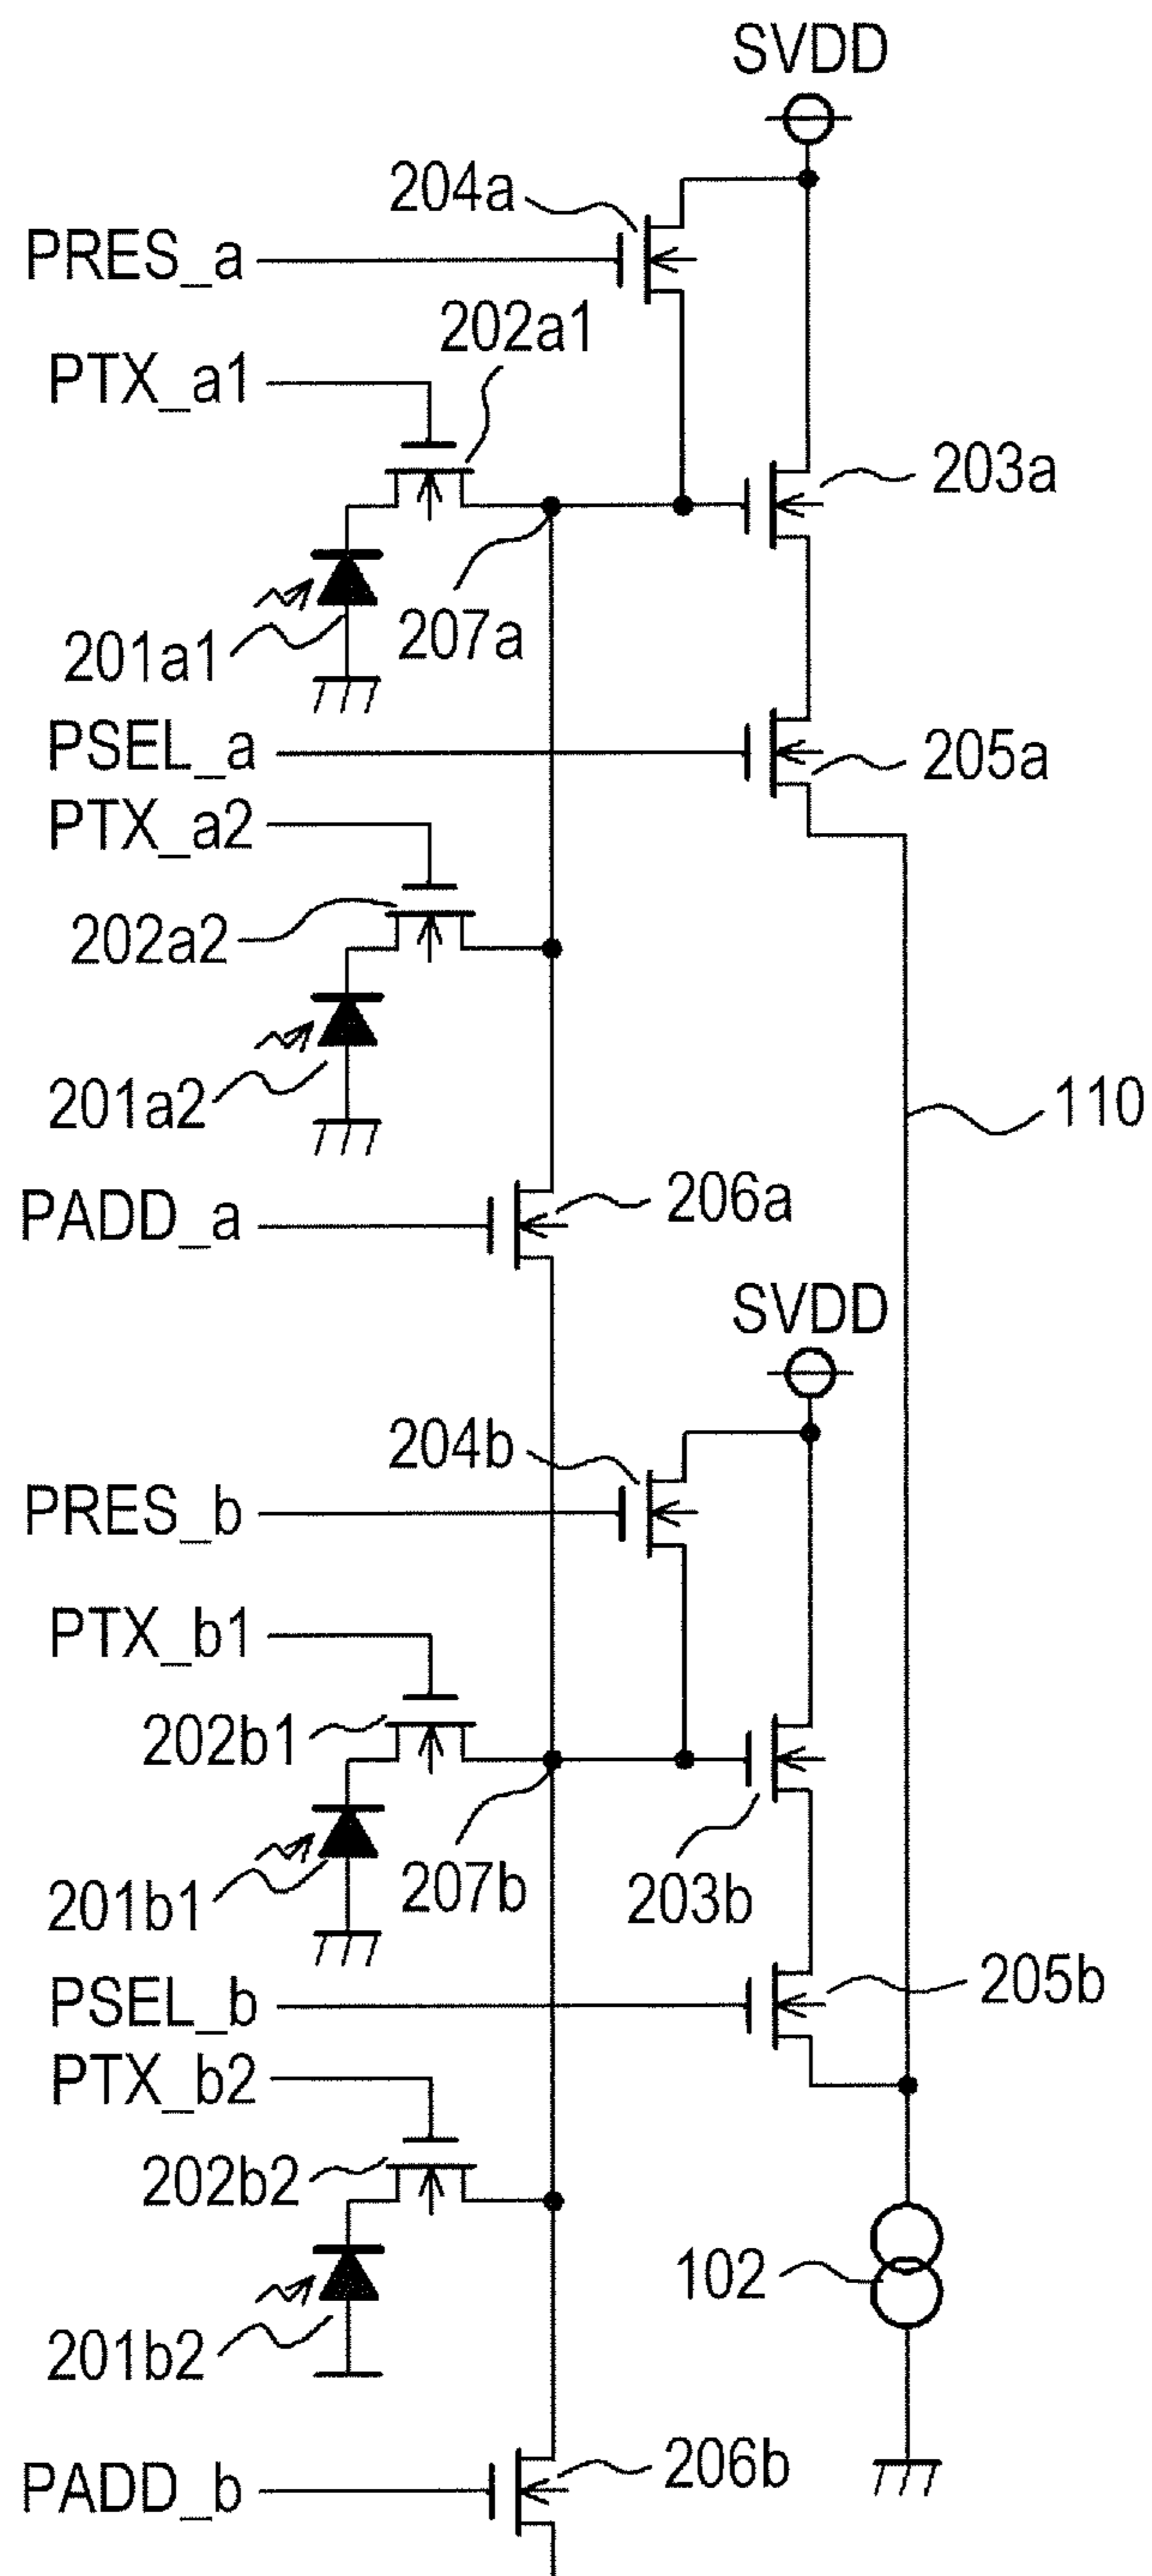 SVDD
204a
PRES_a
202a1
PTX_a1
203a
207a
201a1
PSEL_a
205a
PTX_a2
202a2
201a2
110
PADD_a
206a
SVDD
204b
PRES_b
PTX_b1
202b1
207b
203b
201b1
PSEL_b
205b
PTX_b2
202b2
102
201b2
PADD_b
206b